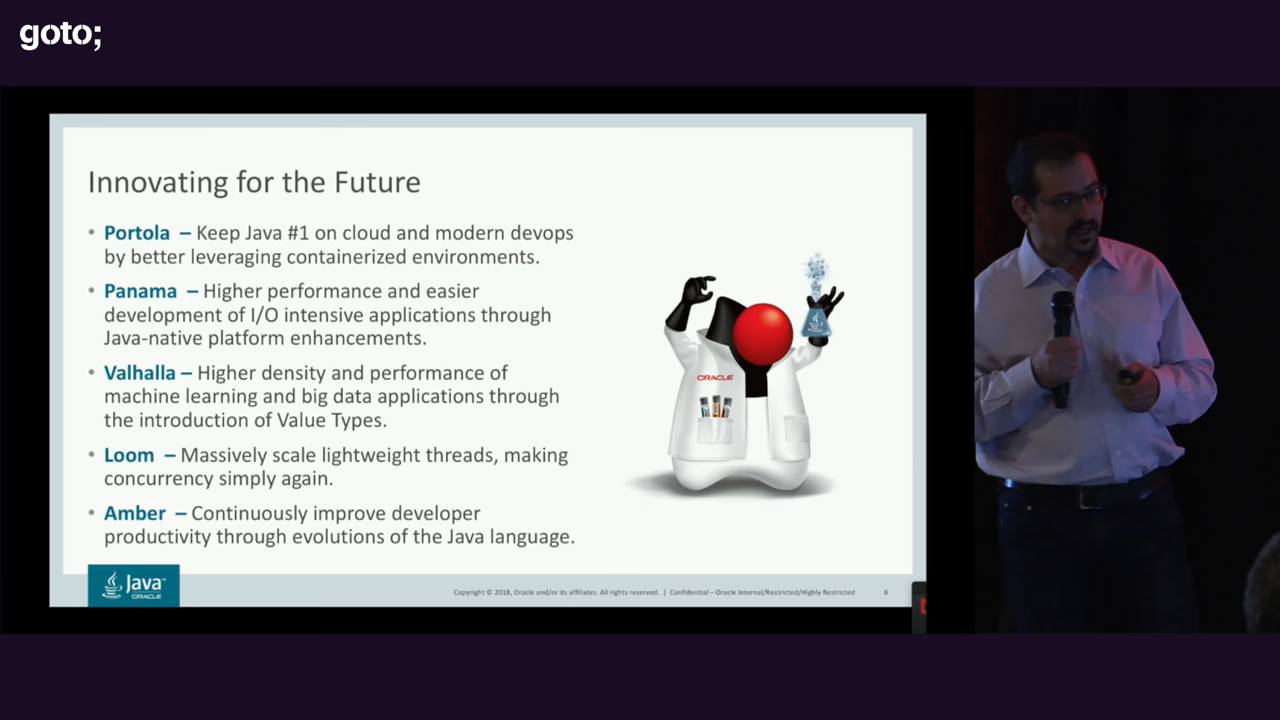 goto;
Innovating for the Future
• Portola – Keep Java #1 on cloud and modern devops
by better leveraging containerized environments.
• Panama – Higher performance and easier
development of I/O intensive applications through
Java-native platform enhancements.
• Valhalla – Higher density and performance of
machine learning and big data applications through
the introduction of Value Types.
• Loom – Massively scale lightweight threads, making
concurrency simply again.
• Amber – Continuously improve developer
productivity through evolutions of the Java language.
ORACLE
Java™
ORACLE
Copyright © 2018, Oracle and/or its affiliates. All rights reserved. | Confidential – Oracle Internal/Restricted/Highly Restricted
6